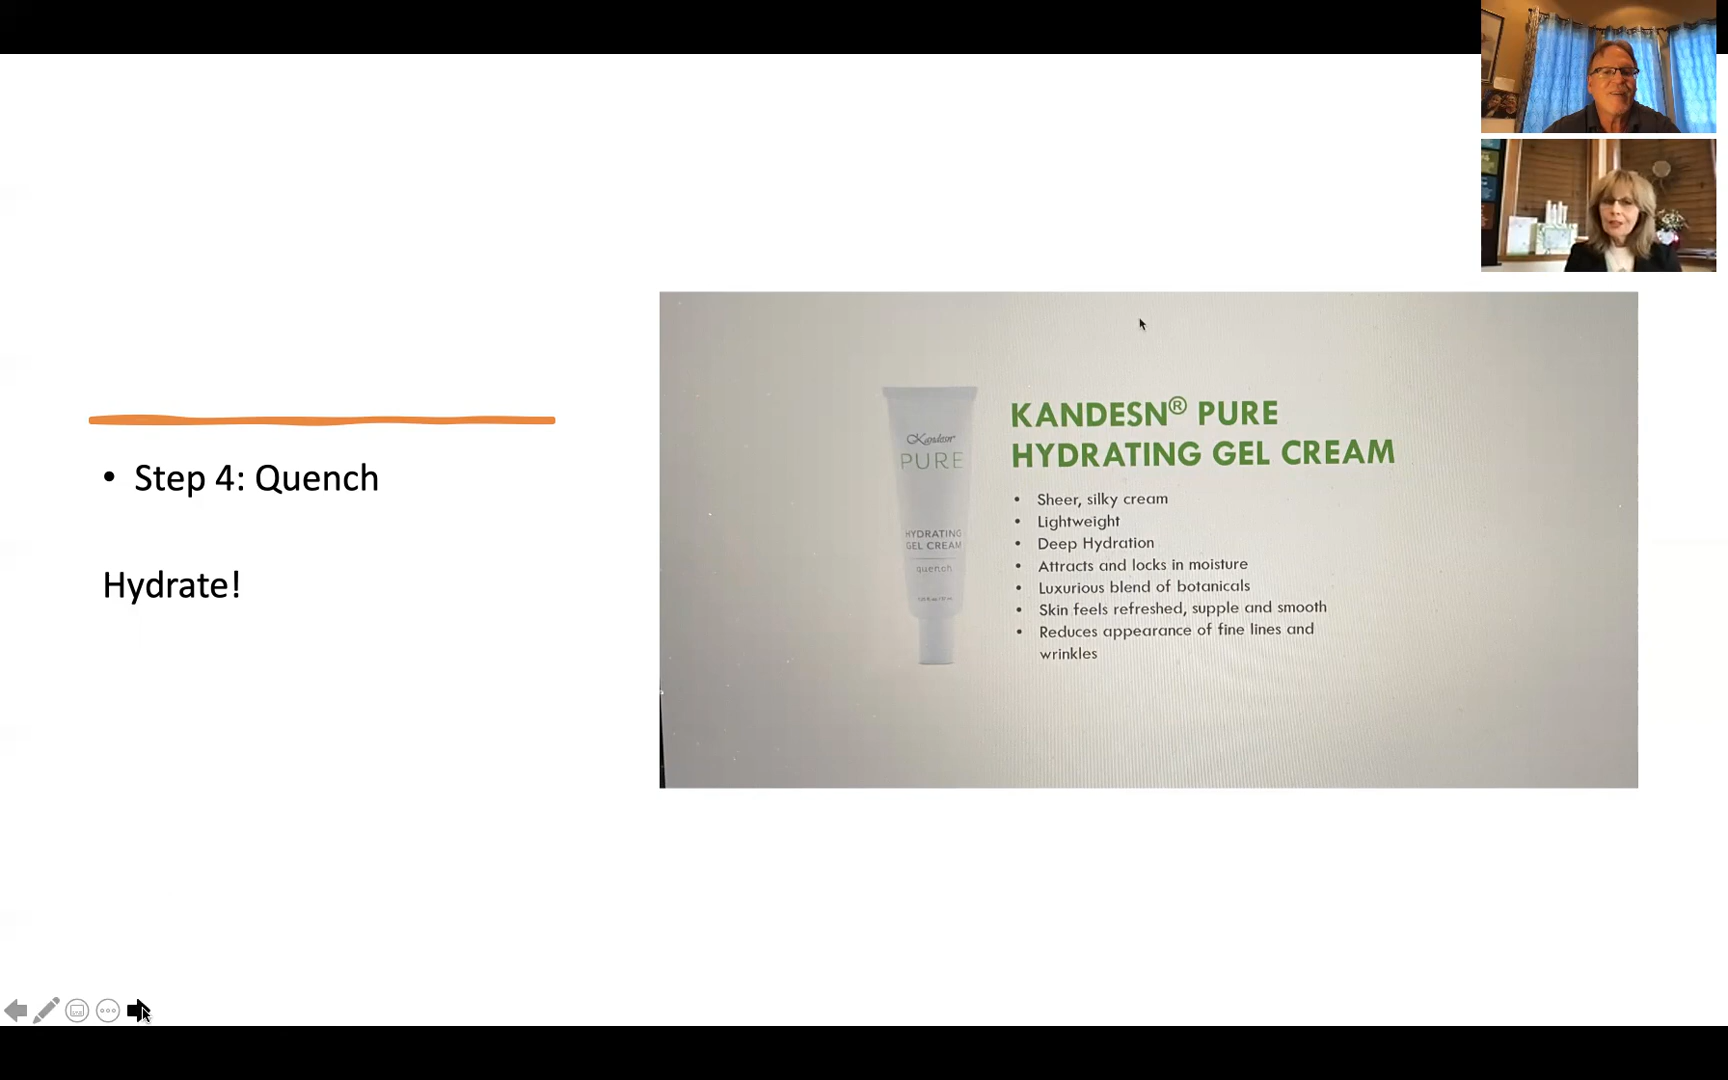 • Step 4: Quench
Hydrate!
Kandesn®
PURE
HYDRATING
GEL CREAM
quench
KANDESN® PURE
HYDRATING GEL CREAM
• Sheer, silky cream
• Lightweight
• Deep Hydration
• Attracts and locks in moisture
• Luxurious blend of botanicals
• Skin feels refreshed, supple and smooth
• Reduces appearance of fine lines and
wrinkles